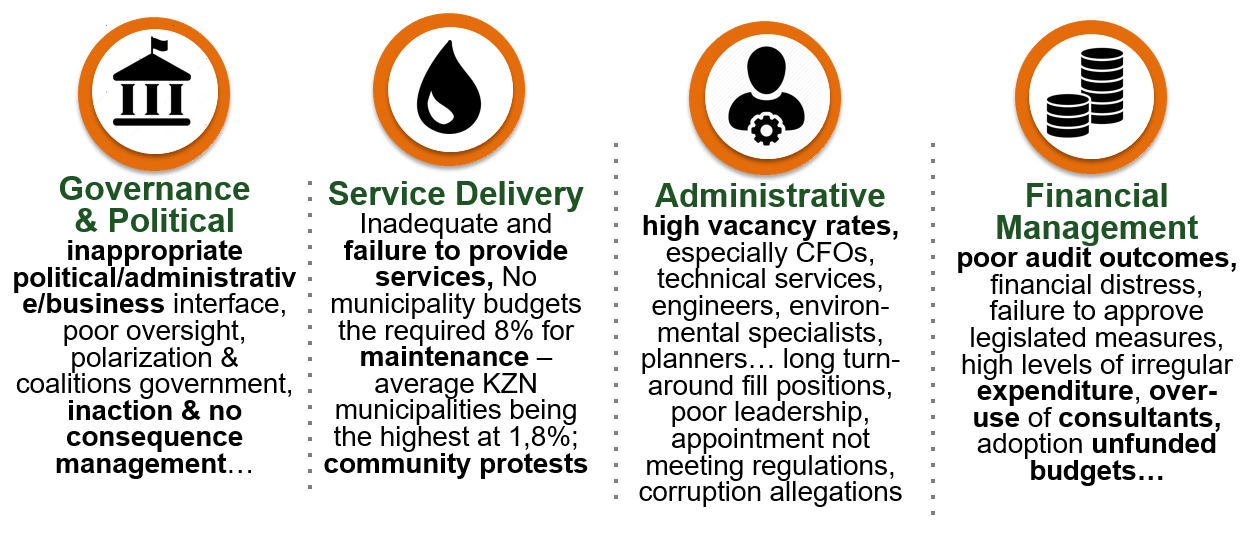 Governance
& Political
inappropriate
political/administrativ
e/business interface,
poor oversight,
polarization &
coalitions government,
inaction & no
consequence
management…
Service Delivery
Inadequate and
failure to provide
services, No
municipality budgets
the required 8% for
maintenance –
average KZN
municipalities being
the highest at 1,8%;
community protests
Administrative
high vacancy rates,
especially CFOs,
technical services,
engineers, environ-
mental specialists,
planners… long turn-
around fill positions,
poor leadership,
appointment not
meeting regulations,
corruption allegations
Financial
Management
poor audit outcomes,
financial distress,
failure to approve
legislated measures,
high levels of irregular
expenditure, over-
use of consultants,
adoption unfunded
budgets…